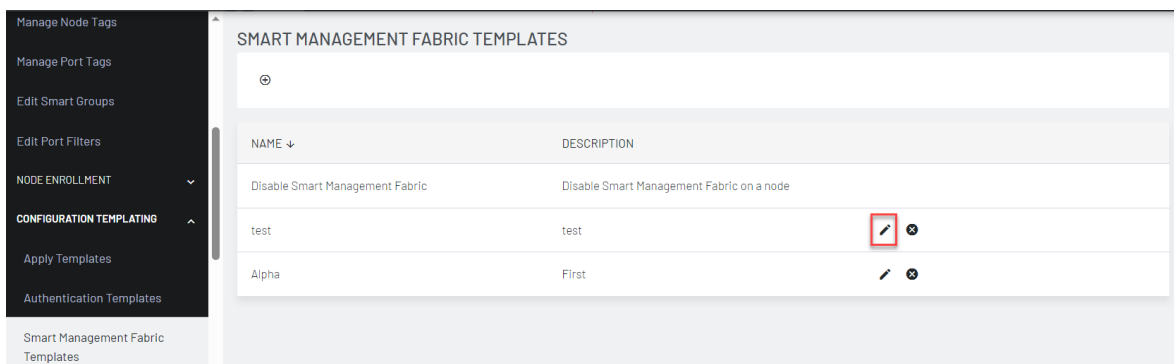 Manage Node Tags
Manage Port Tags
Edit Smart Groups
Edit Port Filters
NODE ENROLLMENT
CONFIGURATION TEMPLATING
Apply Templates
Authentication Templates
Smart Management Fabric
Templates
SMART MANAGEMENT FABRIC TEMPLATES
NAME ↓ DESCRIPTION
Disable Smart Management Fabric Disable Smart Management Fabric on a node
test test
Alpha First